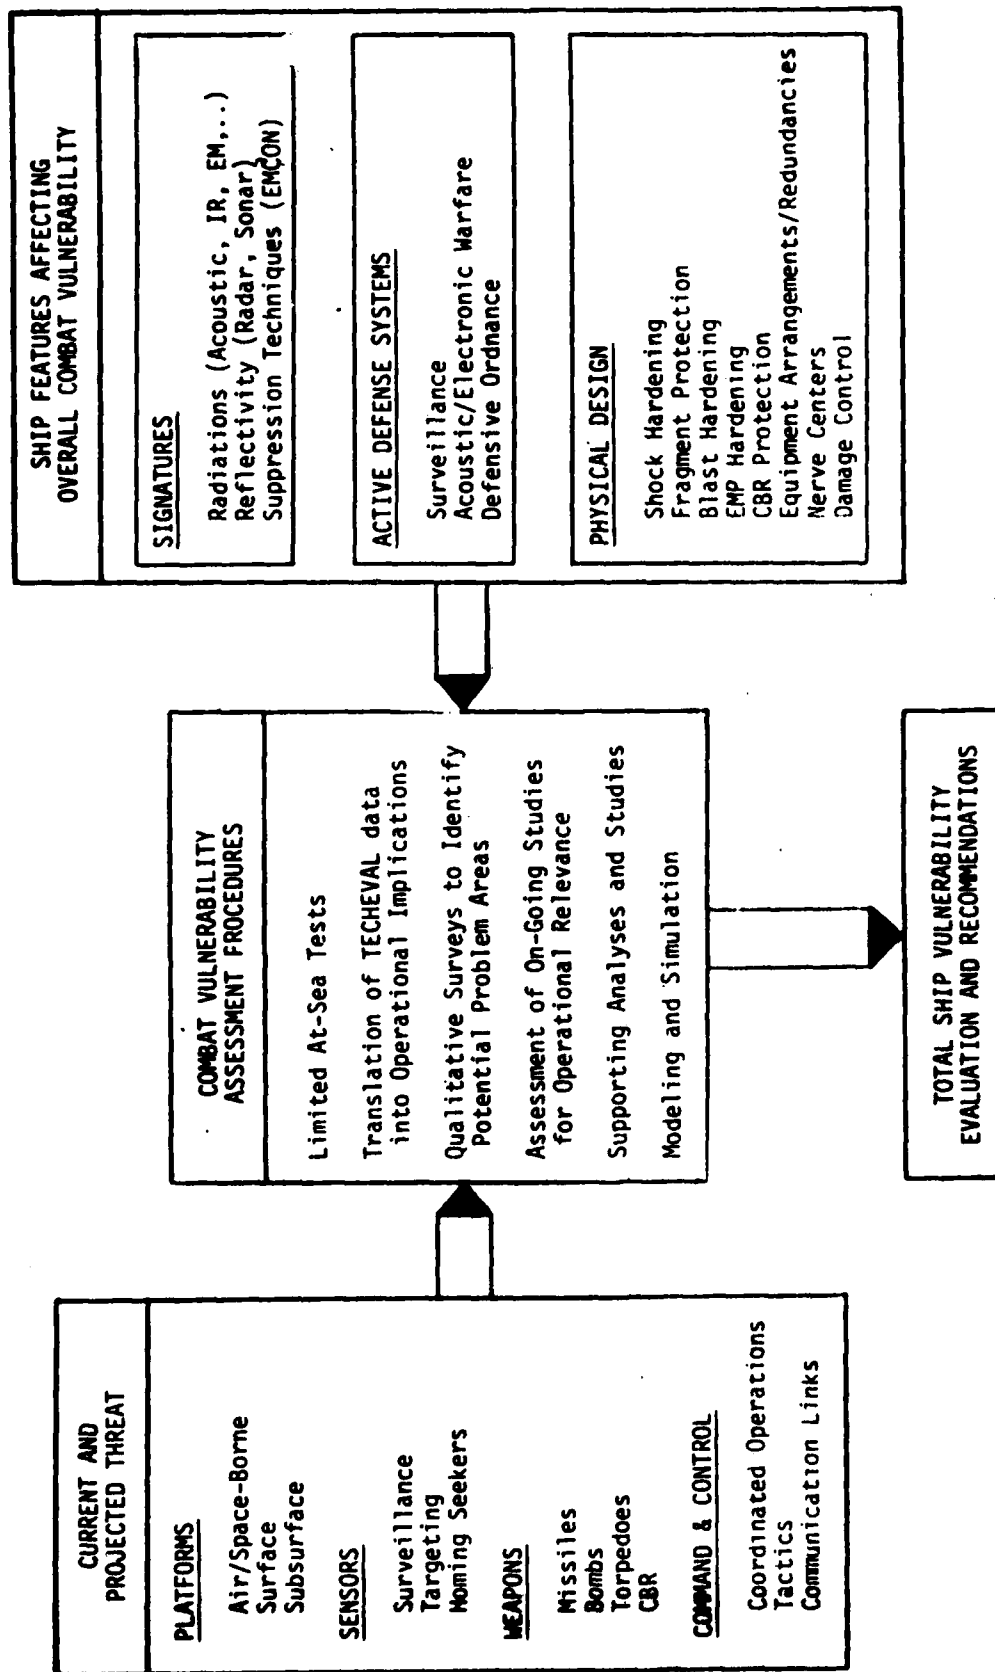 CURRENT AND
PROJECTED THREAT
PLATFORMS
Air/Space-Borne
Surface
Subsurface
SENSORS
Surveillance
Targeting
Homing Seekers
WEAPONS
Missiles
Bombs
Torpedoes
CBR
COMMAND & CONTROL
Coordinated Operations
Tactics
Communication Links
COMBAT VULNERABILITY
ASSESSMENT PROCEDURES
Limited At-Sea Tests
Translation of TECHEVAL data
into Operational Implications
Qualitative Surveys to Identify
Potential Problem Areas
Assessment of On-Going Studies
for Operational Relevance
Supporting Analyses and Studies
Modeling and Simulation
SHIP FEATURES AFFECTING
OVERALL COMBAT VULNERABILITY
SIGNATURES
Radiations (Acoustic, IR, EM,..)
Reflectivity (Radar, Sonar)
Suppression Techniques (EMCON)
ACTIVE DEFENSE SYSTEMS
Surveillance
Acoustic/Electronic Warfare
Defensive Ordnance
PHYSICAL DESIGN
Shock Hardening
Fragment Protection
Blast Hardening
EMP Hardening
CBR Protection
Equipment Arrangements/Redundancies
Nerve Centers
Damage Control
TOTAL SHIP VULNERABILITY
EVALUATION AND RECOMMENDATIONS